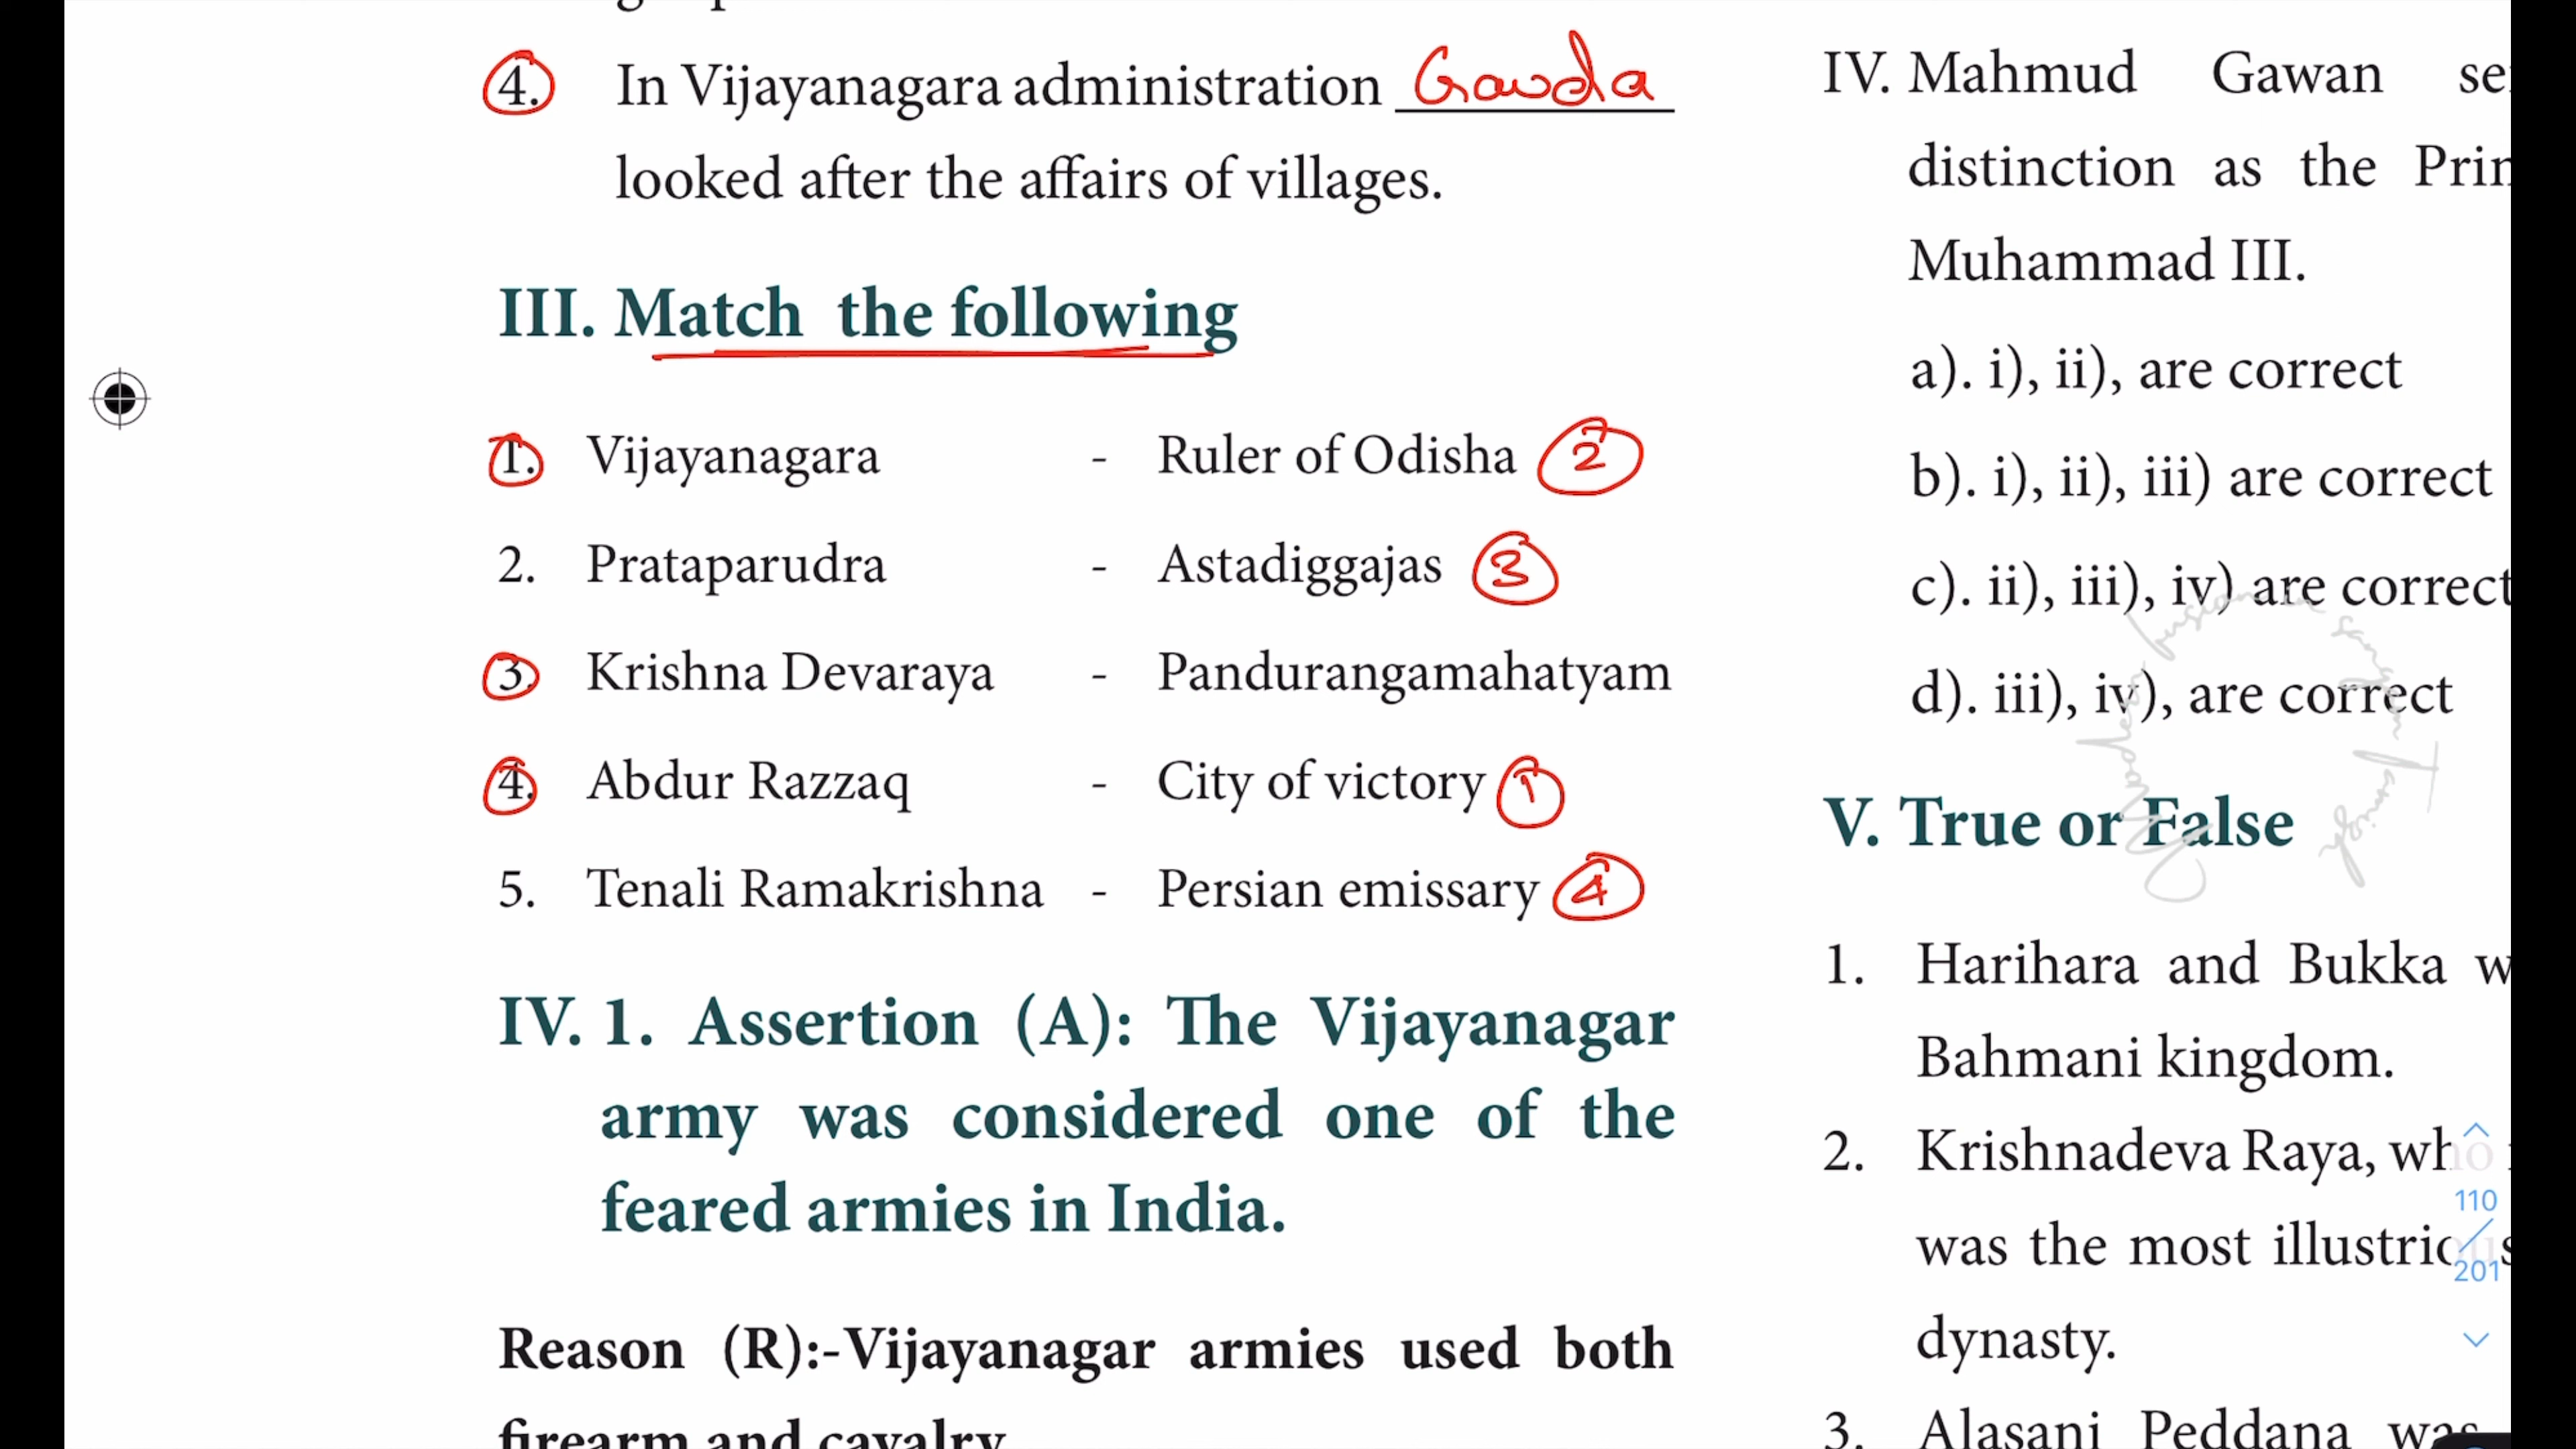 4. In Vijayanagara administration Gowda
looked after the affairs of villages.
III. Match the following
1. Vijayanagara - Ruler of Odisha 2
2. Prataparudra - Astadiggajas 3
3. Krishna Devaraya - Pandurangamahatyam
4. Abdur Razzaq - City of victory 1
5. Tenali Ramakrishna - Persian emissary 4
IV. 1. Assertion (A): The Vijayanagar
army was considered one of the
feared armies in India.
Reason (R):-Vijayanagar armies used both
firearm and cavalry
IV. Mahmud Gawan
distinction as the
Muhammad III.
a). i), ii), are correct
b). i), ii), iii) are correct
c). ii), iii), iv) are correct
d). iii), iv), are correct
V. True or False
1. Harihara and Bukka
Bahmani kingdom.
2. Krishnadeva Raya, who
was the most illustrious
dynasty.
3. Alasani Peddana was
110
201